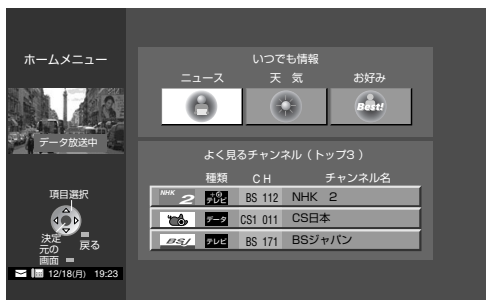 ホームメニュー
データ放送中
項目選択
決定
戻る
元の
画面
12/18(月) 19:23
いつでも情報
ニュース 天 気 お好み
Best!
よく見るチャンネル(トップ3)
種類 CH チャンネル名
NHK 2 テレビ BS 112 NHK 2
データ CS1 011 CS日本
BSJ テレビ BS 171 BSジャパン